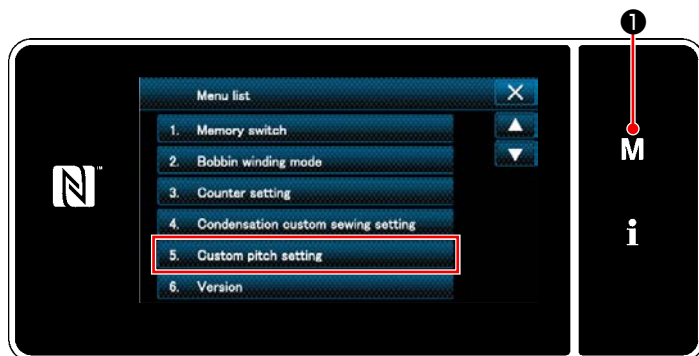 ❶
Menu list
1. Memory switch
2. Bobbin winding mode
3. Counter setting
4. Condensation custom sewing setting
5. Custom pitch setting
6. Version
N
M
i